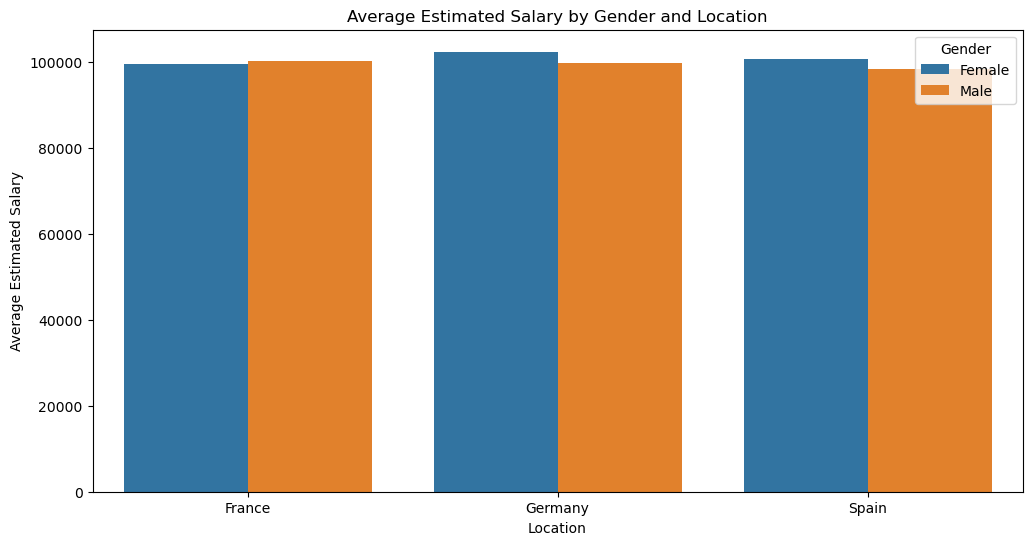 Average Estimated Salary by Gender and Location
Average Estimated Salary
100000
80000
60000
40000
20000
0
Gender
Female
Male
France
Germany
Spain
Location